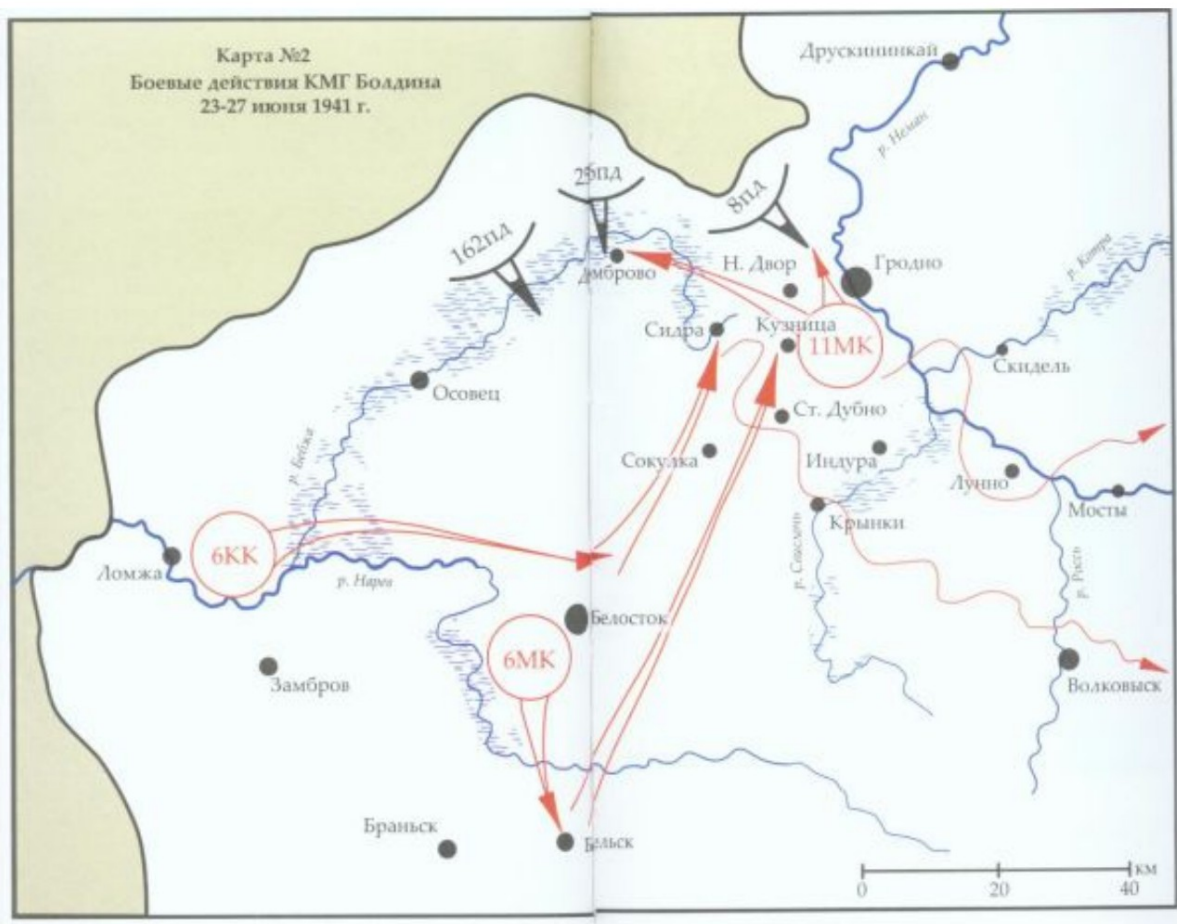 Карта №2
Боевые действия КМГ Болдина
23-27 июня 1941 г.
Друскининкай
р. Неман
26пд
8пд
162пд
р. Котра
Н. Двор
Гродно
Домброво
Сидра
Кузница
11МК
Скидель
Осовец
Ст. Дубно
р. Бебжа
Сокулка
Индура
Лунно
Мосты
Крынки
6КК
Ломжа
р. Нарев
р. Свислочь
р. Россь
Белосток
6МК
Замбров
Волковыск
Браньск
Бельск
км
0
20
40